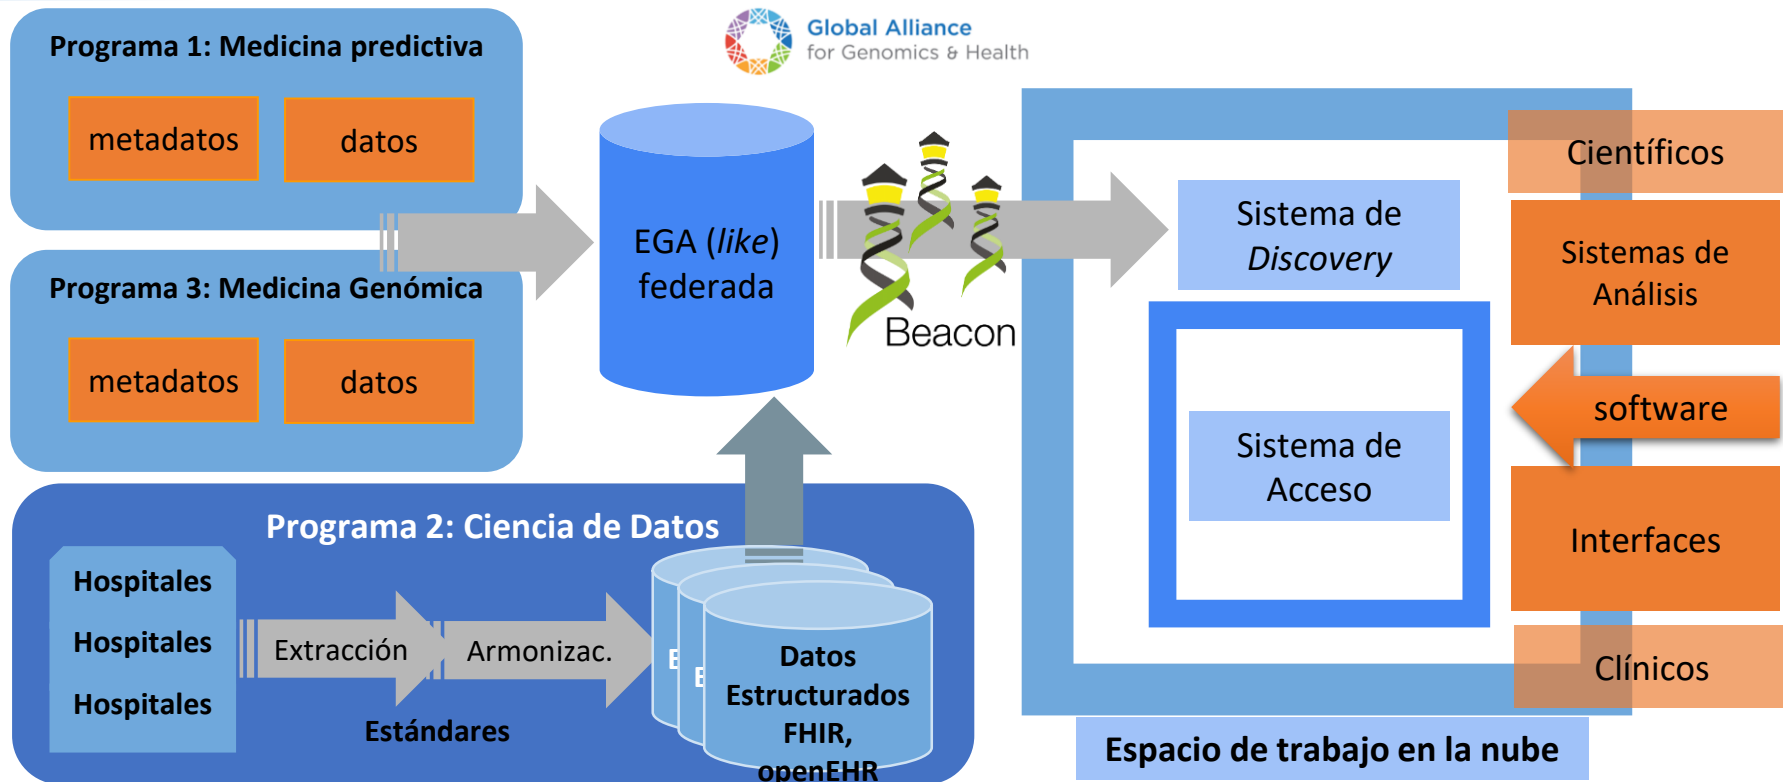 Programa 1: Medicina predictiva
metadatos
datos
Programa 3: Medicina Genómica
metadatos
datos
Global Alliance
for Genomics & Health
EGA (like)
federada
Beacon
Programa 2: Ciencia de Datos
Hospitales
Hospitales
Hospitales
Extracción
Armonizac.
Estándares
E
E
Datos
Estructurados
FHIR,
openEHR
Sistema de
Discovery
Sistema de
Acceso
Científicos
Sistemas de
Análisis
software
Interfaces
Clínicos
Espacio de trabajo en la nube